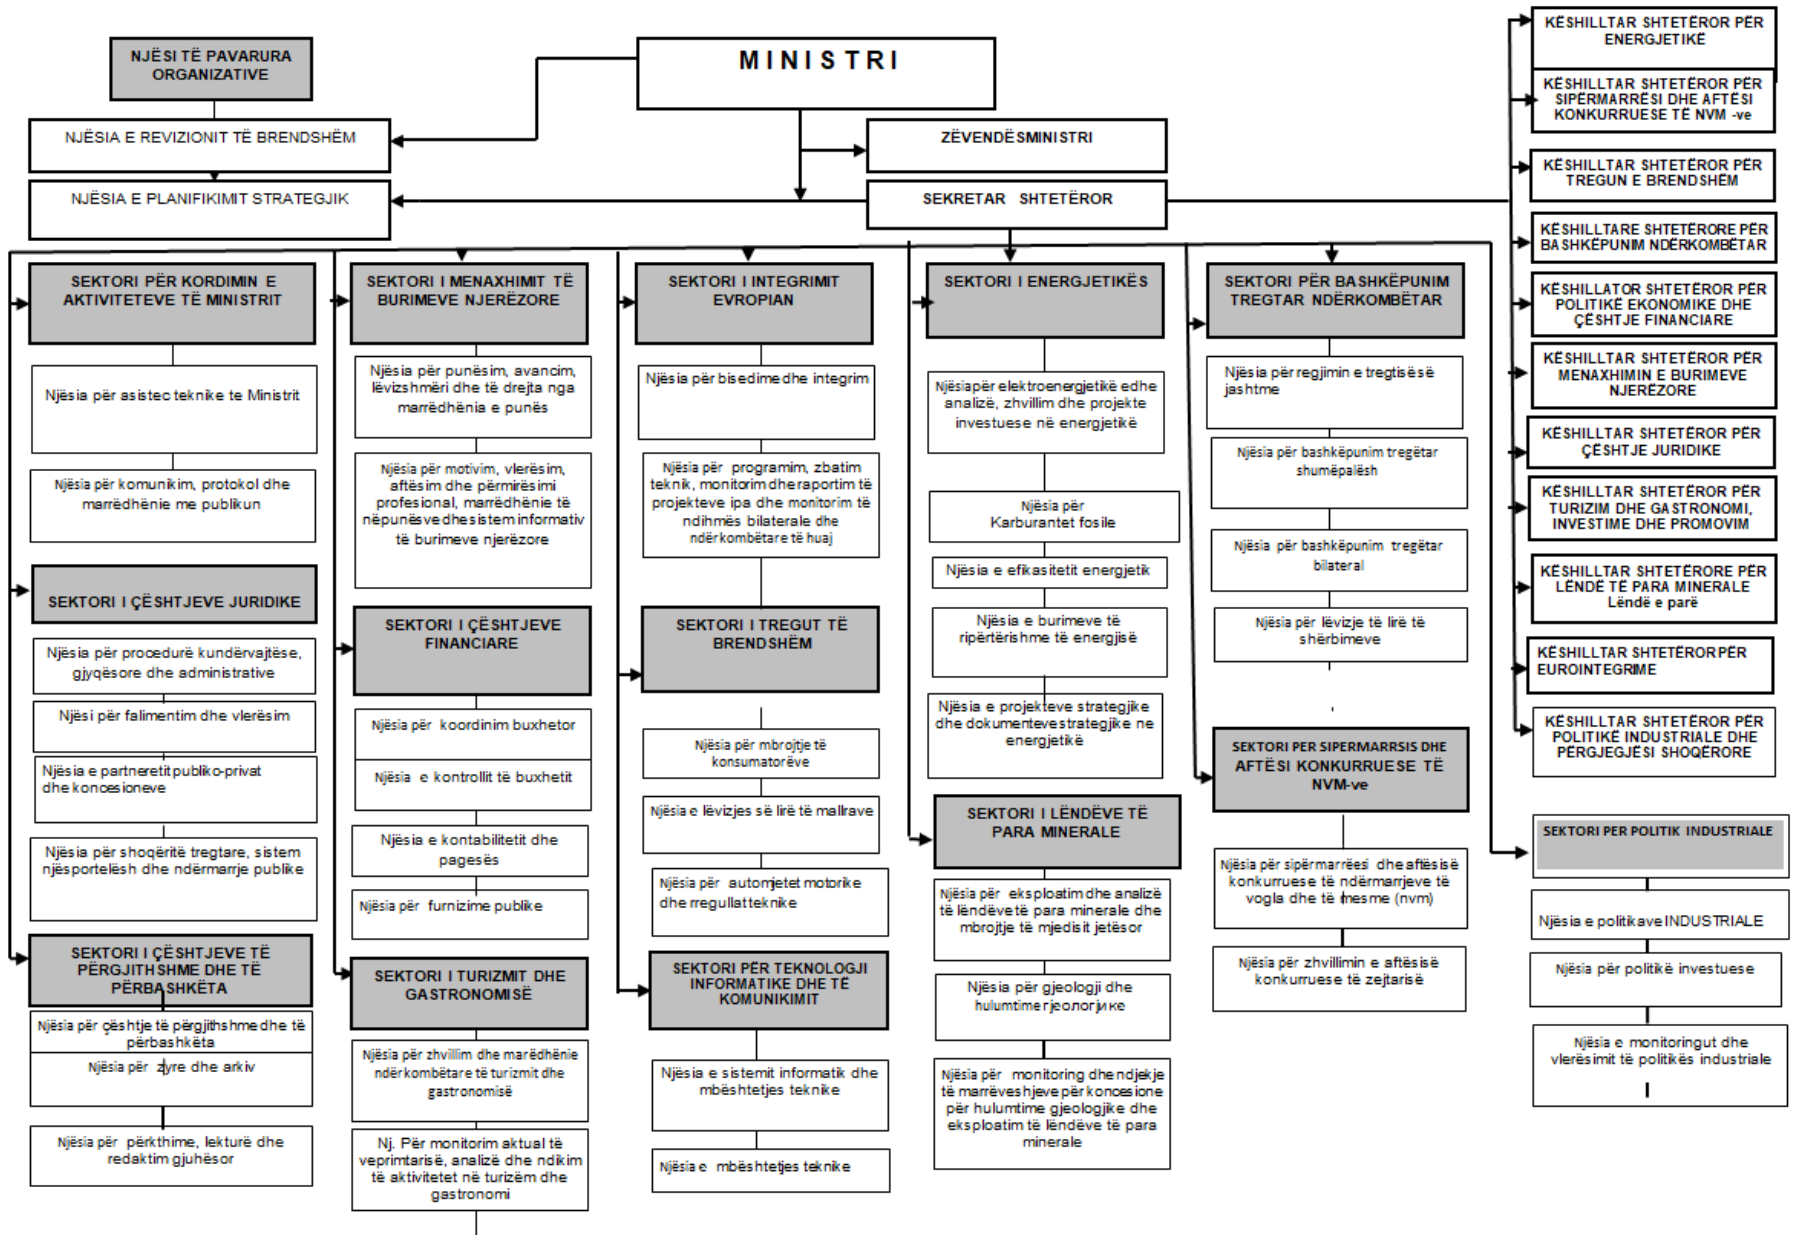 NJËSI TË PAVARURA
ORGANIZATIVE
MINISTRI
NJËSIA E REVIZIONIT TË BRENDSHËM
NJËSIA E PLANIFIKIMIT STRATEGJIK
ZËVENDËSMINISTRI
SEKRETAR SHTETËROR
KËSHILLTAR SHTETËROR PËR
ENERGJETIKË
KËSHILLTAR SHTETËROR PËR
SIPËRMARRËSI DHE AFTËSI
KONKURRUESE TË NVM -ve
KËSHILLTAR SHTETËROR PËR
TREGUN E BRENDSHËM
KËSHILLTARE SHTETËRORE PËR
BASHKËPUNIM NDËRKOMBËTAR
KËSHILLATOR SHTETËROR PËR
POLITIKË EKONOMIKE DHE
ÇËSHTJE FINANCIARE
KËSHILLTAR SHTETËROR PËR
MENAXHIMIN E BURIMEVE
NJERËZORE
KËSHILLTAR SHTETËROR PËR
ÇËSHTJE JURIDIKE
KËSHILLTAR SHTETËROR PËR
TURIZIM DHE GASTRONOMI,
INVESTIME DHE PROMOVIM
KËSHILLTAR SHTETËRORE PËR
LËNDË TË PARA MINERALE
Lëndë e parë
KËSHILLTAR SHTETËROR PËR
EUROINTEGRIME
KËSHILLTAR SHTETËROR PËR
POLITIKË INDUSTRIALE DHE
PËRGJEGJËSI SHOQËRORE
SEKTORI PËR KORDIMIN E
AKTIVITETEVE TË MINISTRIT
Njësia për asistec teknike te Ministrit
Njësia për komunikim, protokol dhe
marrëdhënie me publikun
SEKTORI I ÇËSHTJEVE JURIDIKE
Njësia për procedurë kundërvajtëse,
gjyqësore dhe administrative
Njësi për falimentim dhe vlerësim
Njësia e partneretit publiko-privat
dhe koncesioneve
Njësia për shoqëritë tregtare, sistem
njësportelësh dhe ndërmarrje publike
SEKTORI I ÇËSHTJEVE TË
PËRGJITHSHME DHE TË
PËRBASHKËTA
Njësia për çështje të përgjithshme dhe të
përbashkëta
Njësia për zyre dhe arkiv
Njësia për përkthime, lekturë dhe
redaktim gjuhësor
SEKTORI I MENAXHIMIT TË
BURIMEVE NJERËZORE
Njësia për punësim, avancim,
lëvizshmëri dhe të drejta nga
marrëdhënia e punës
Njësia për motivim, vlerësim,
aftësim dhe përmirësimi
profesional, marrëdhënie të
nëpunësve dhe sistem informativ
të burimeve njerëzore
SEKTORI I ÇËSHTJEVE
FINANCIARE
Njësia për koordinim buxhetor
Njësia e kontrollit të buxhetit
Njësia e kontabilitetit dhe
pagesës
Njësia për furnizime publike
SEKTORI I TURIZMIT DHE
GASTRONOMISË
Njësia për zhvillim dhe marëdhënie
ndërkombëtare të turizmit dhe
gastronomisë
Nj. Për monitorim aktual të
veprimtarisë, analizë dhe ndikim
të aktivitetet në turizëm dhe
gastronomi
SEKTORI I INTEGRIMIT
EVROPIAN
Njësia për bisedime dhe integrim
Njësia për programim, zbatim
teknik, monitorim dhe raportim të
projekteve ipa dhe monitorim të
ndihmës bilaterale dhe
ndërkombëtare të huaj
SEKTORI I TREGUT TË
BRENDSHËM
Njësia për mbrojtje të
konsumatorëve
Njësia e lëvizjes së lirë të mallrave
Njësia për automjetet motorike
dhe rregullat teknike
SEKTORI PËR TEKNOLOGJI
INFORMATIKE DHE TË
KOMUNIKIMIT
Njësia e sistemit informatik dhe
mbështetjes teknike
Njësia e mbështetjes teknike
SEKTORI I ENERGJETIKËS
Njësia për elektroenergjetikë edhe
analizë, zhvillim dhe projekte
investuese në energjetikë
Njësia për
Karburantet fosile
Njësia e efikasitetit energjetik
Njësia e burimeve të
ripërtërishme të energjisë
Njësia e projekteve strategjike
dhe dokumenteve strategjike ne
energjetikë
SEKTORI I LËNDËVE TË
PARA MINERALE
Njësia për eksploatim dhe analizë
të lëndëve të para minerale dhe
mbrojtje të mjedisit jetësor
Njësia për gjeologji dhe
hulumtime гјеологјике
Njësia për monitoring dhe ndjekje
të marrëveshjeve për koncesione
për hulumtime gjeologjike dhe
eksploatim të lëndëve të para
minerale
SEKTORI PËR BASHKËPUNIM
TREGTAR NDËRKOMBËTAR
Njësia për regjimin e tregtisë së
jashtme
Njësia për bashkëpunim tregëtar
shumëpalësh
Njësia për bashkëpunim tregëtar
bilateral
Njësia për lëvizje të lirë të
shërbimeve
SEKTORI PER SIPERMARRSIS DHE
AFTËSI KONKURRUESE TË
NVM-ve
Njësia për sipërmarrëesi dhe aftësisë
konkurruese të ndërmarrjeve të
vogla dhe të mesme (nvm)
Njësia për zhvillimin e aftësisë
konkurruese të zejtarisë
SEKTORI PER POLITIK INDUSTRIALE
Njësia e politikave INDUSTRIALE
Njësia për politikë investuese
Njësia e monitoringut dhe
vlerësimit të politikës industriale